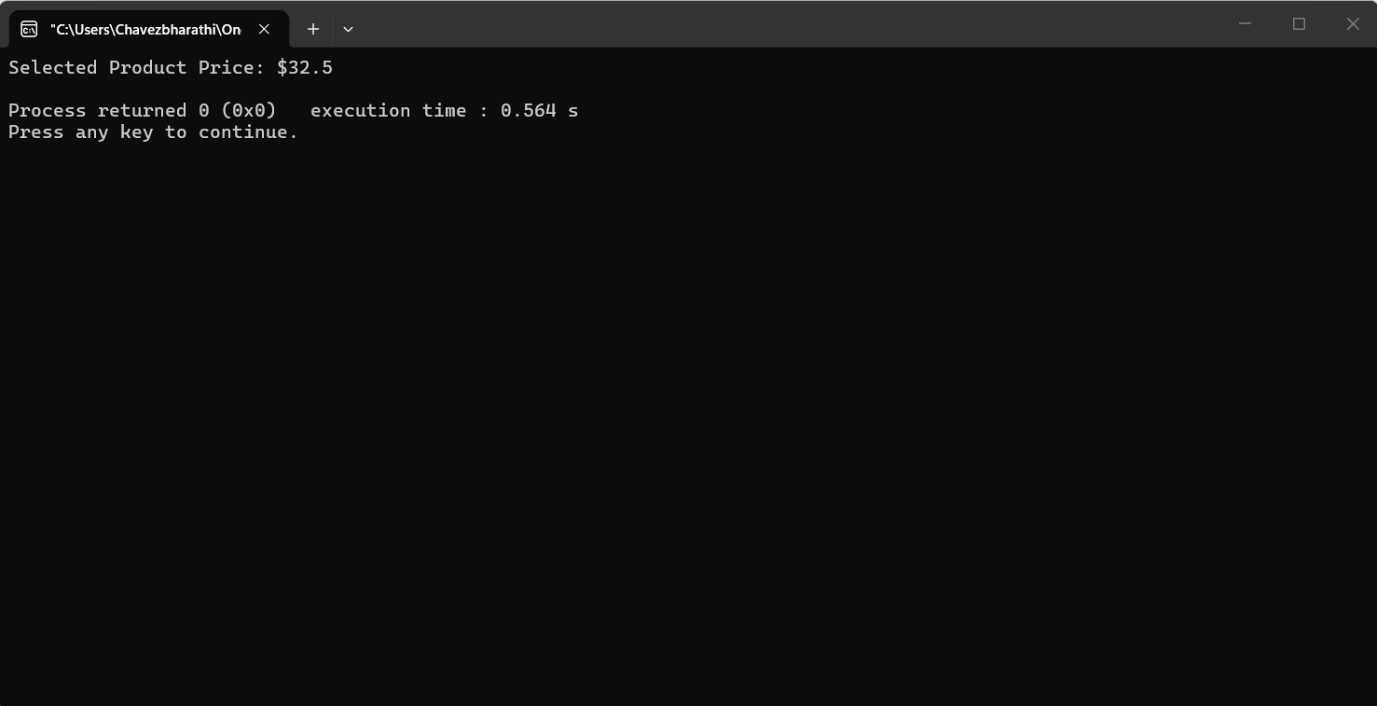 "C:\Users\Chavezbharathi\On
Selected Product Price: $32.5
Process returned 0 (0x0)   execution time : 0.564 s
Press any key to continue.